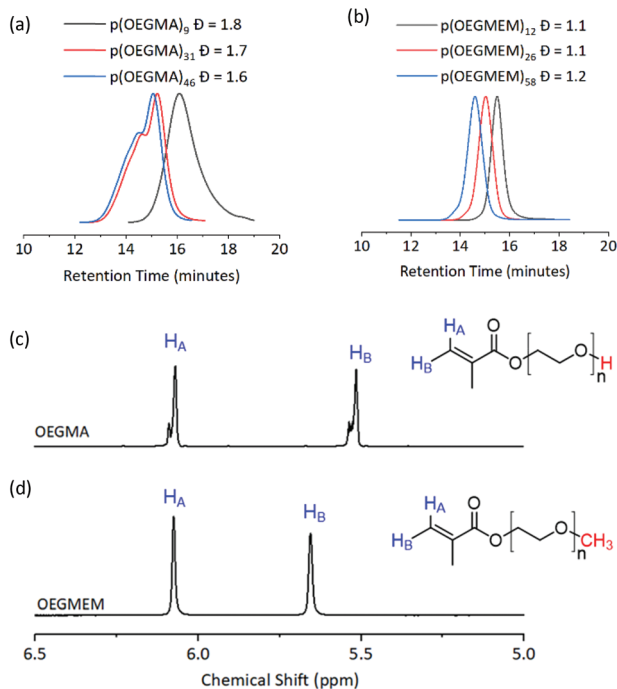 (a)
p(OEGMA)9 Đ = 1.8
p(OEGMA)31 Đ = 1.7
p(OEGMA)46 Đ = 1.6
10 12 14 16 18 20
Retention Time (minutes)
(b)
p(OEGMEM)12 Đ = 1.1
p(OEGMEM)26 Đ = 1.1
p(OEGMEM)58 Đ = 1.2
10 12 14 16 18 20
Retention Time (minutes)
(c)
HA
HB
OEGMA
HA
HB
O
O
O
H
n
(d)
HA
HB
OEGMEM
HA
HB
O
O
O
CH3
n
6.5 6.0 5.5 5.0
Chemical Shift (ppm)